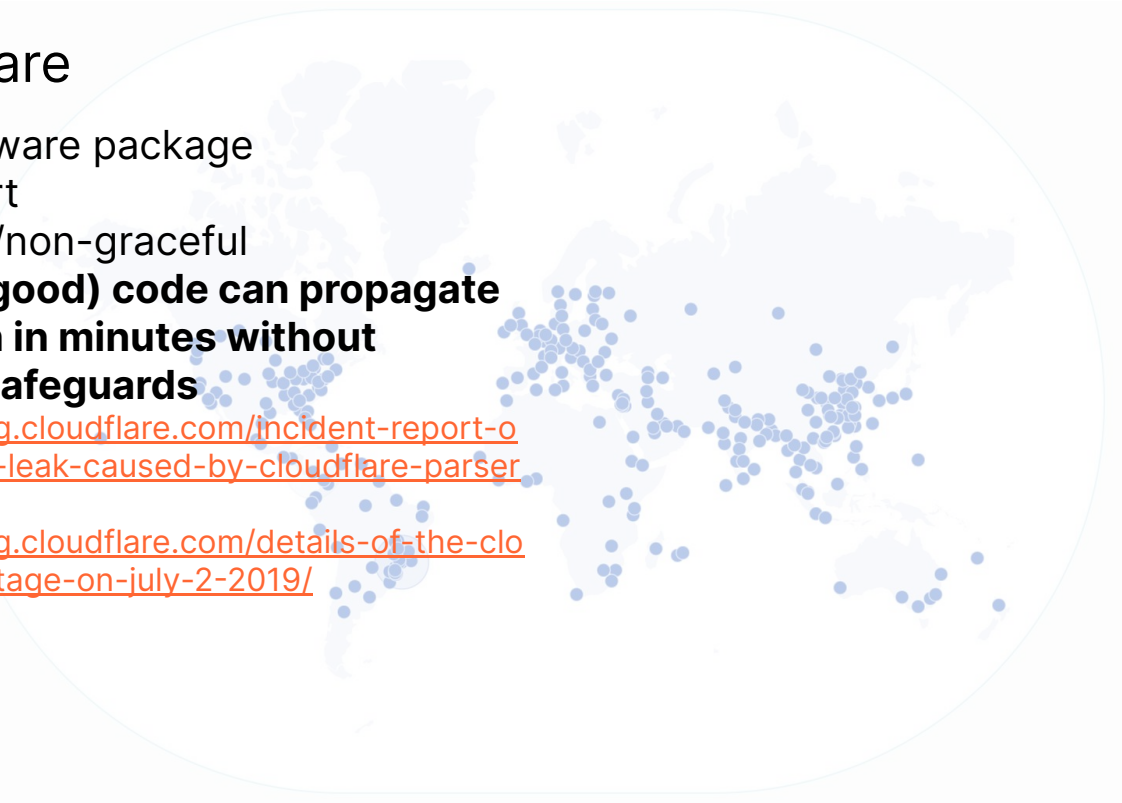 are
ware package
rt
/non-graceful
good) code can propagate
in minutes without
afeguards
g.cloudflare.com/incident-report-o
-leak-caused-by-cloudflare-parser
g.cloudflare.com/details-of-the-clo
tage-on-july-2-2019/